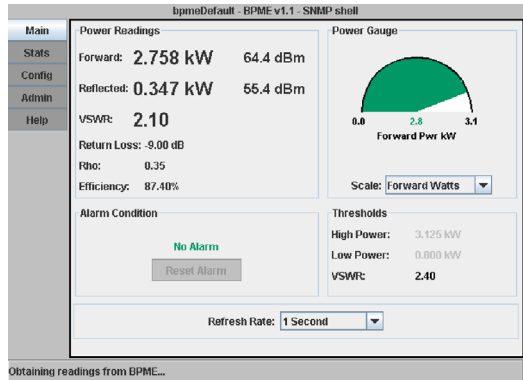 bpmeDefault - BPME v1.1 - SNMP shell
Main
Stats
Config
Admin
Help
Power Readings
Forward: 2.758 kW 64.4 dBm
Reflected: 0.347 kW 55.4 dBm
VSWR: 2.10
Return Loss: -9.00 dB
Rho: 0.35
Efficiency: 87.40%
Power Gauge
0.0 2.8 3.1
Forward Pwr kW
Scale: Forward Watts
Alarm Condition
No Alarm
Reset Alarm
Thresholds
High Power: 3.125 kW
Low Power: 0.000 kW
VSWR: 2.40
Refresh Rate: 1 Second
Obtaining readings from BPME...